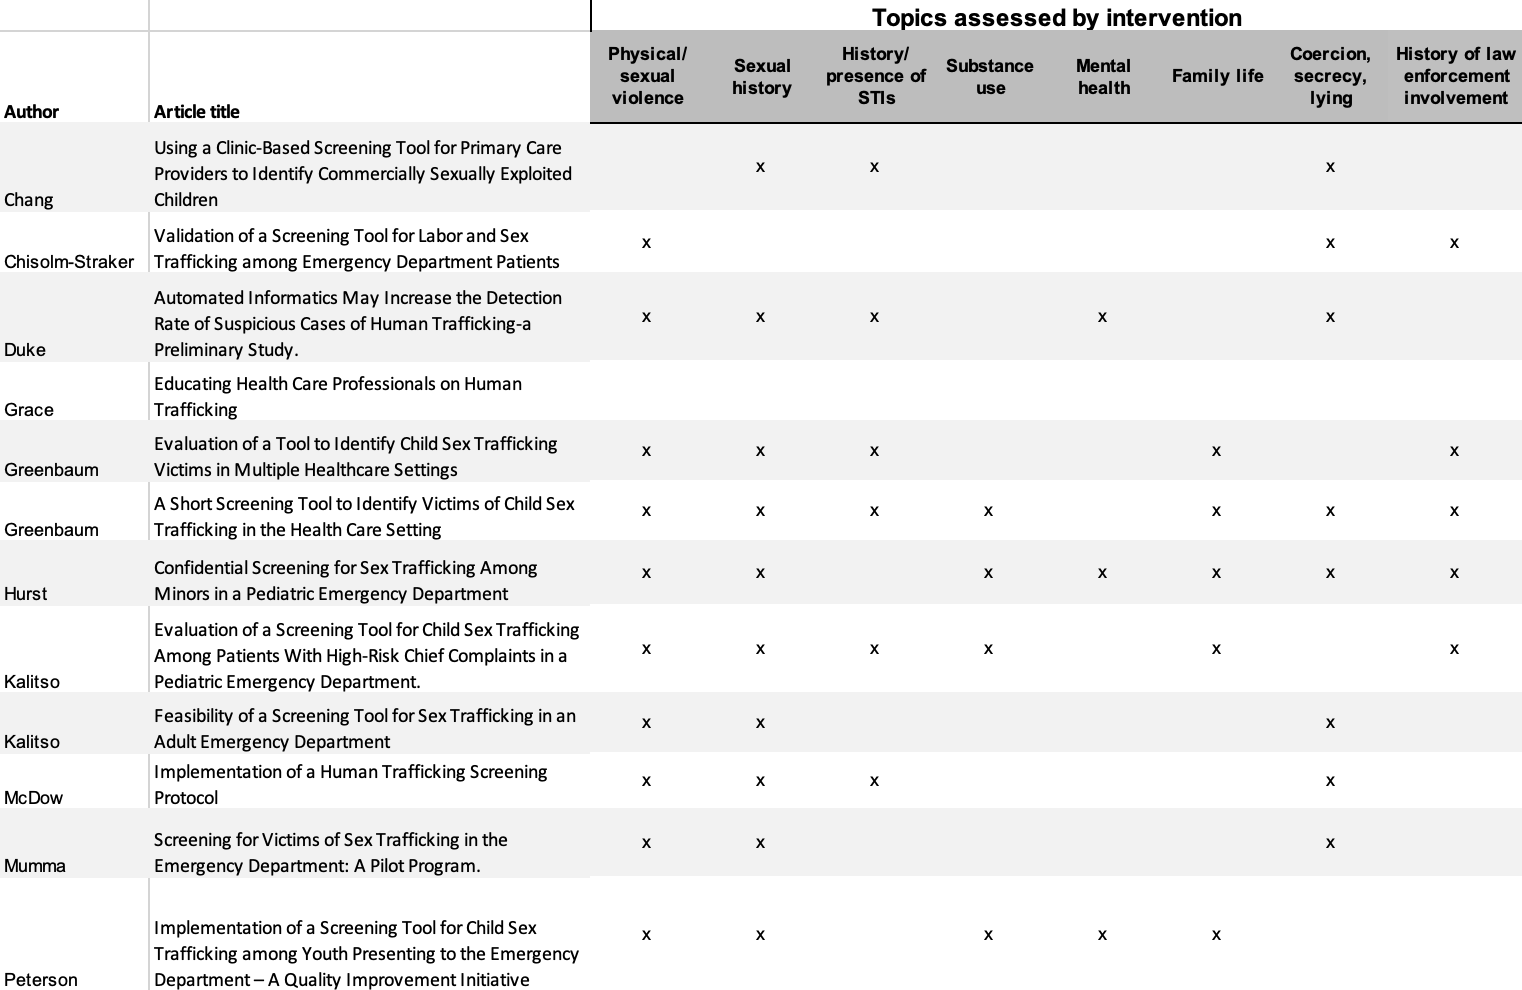 Topics assessed by intervention
Author
Article title
Physical/
sexual
violence
Sexual
history
History/
presence of
STIs
Substance
use
Mental
health
Family life
Coercion,
secrecy,
lying
History of law
enforcement
involvement
Chang
Using a Clinic-Based Screening Tool for Primary Care
Providers to Identify Commercially Sexually Exploited
Children
x x x
Chisolm-Straker
Validation of a Screening Tool for Labor and Sex
Trafficking among Emergency Department Patients
x x x
Duke
Automated Informatics May Increase the Detection
Rate of Suspicious Cases of Human Trafficking-a
Preliminary Study.
x x x x x
Grace
Educating Health Care Professionals on Human
Trafficking
Greenbaum
Evaluation of a Tool to Identify Child Sex Trafficking
Victims in Multiple Healthcare Settings
x x x x x
Greenbaum
A Short Screening Tool to Identify Victims of Child Sex
Trafficking in the Health Care Setting
x x x x x x x
Hurst
Confidential Screening for Sex Trafficking Among
Minors in a Pediatric Emergency Department
x x x x x x x
Kalitso
Evaluation of a Screening Tool for Child Sex Trafficking
Among Patients With High-Risk Chief Complaints in a
Pediatric Emergency Department.
x x x x x x
Kalitso
Feasibility of a Screening Tool for Sex Trafficking in an
Adult Emergency Department
x x x
McDow
Implementation of a Human Trafficking Screening
Protocol
x x x x
Mumma
Screening for Victims of Sex Trafficking in the
Emergency Department: A Pilot Program.
x x x
Peterson
Implementation of a Screening Tool for Child Sex
Trafficking among Youth Presenting to the Emergency
Department – A Quality Improvement Initiative
x x x x x